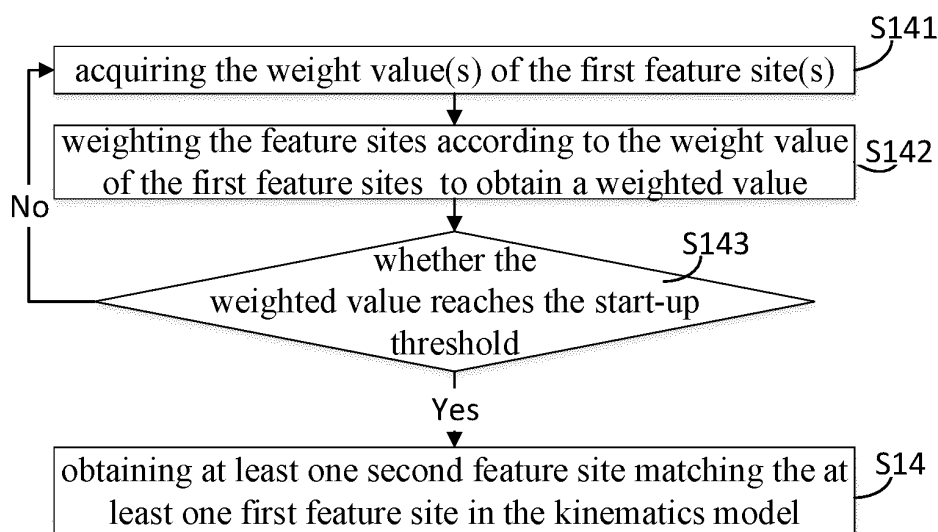 S141
acquiring the weight value(s) of the first feature site(s)
weighting the feature sites according to the weight value
of the first feature sites to obtain a weighted value
S142
No
S143
whether the
weighted value reaches the start-up
threshold
Yes
S14
obtaining at least one second feature site matching the at
least one first feature site in the kinematics model